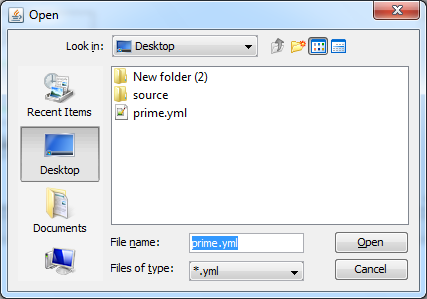 Open
Look in: Desktop
Recent Items
Desktop
Documents
New folder (2)
source
prime.yml
File name: prime.yml Open
Files of type: *.yml Cancel